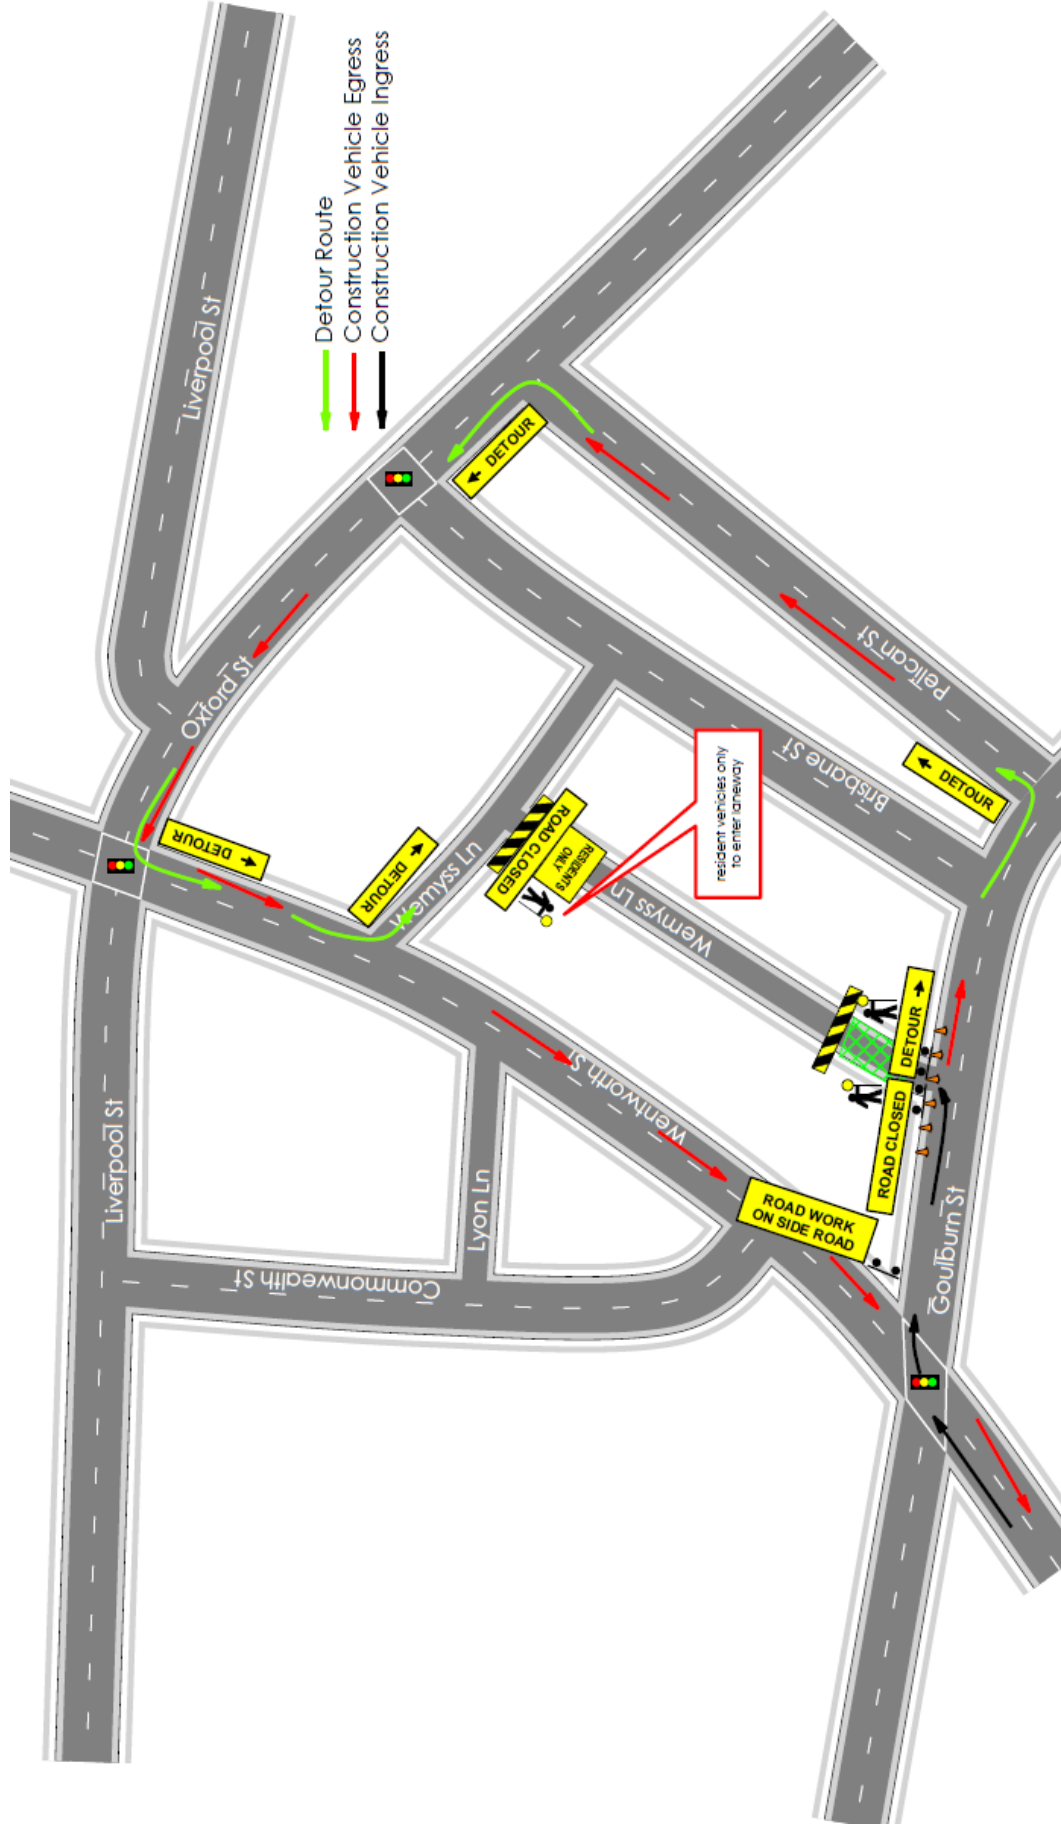 Detour Route
Construction Vehicle Egress
Construction Vehicle Ingress
Liverpool St
Oxford St
DETOUR
Pelican St
Brisbane St
DETOUR
DETOUR
DETOUR
Wemyss Ln
ROAD CLOSED
RESIDENTS
ONLY
resident vehicles only
to enter laneway
Wemyss Ln
DETOUR
ROAD CLOSED
Wentworth St
Liverpool St
Lyon Ln
Commonwealth St
ROAD WORK
ON SIDE ROAD
Goulburn St